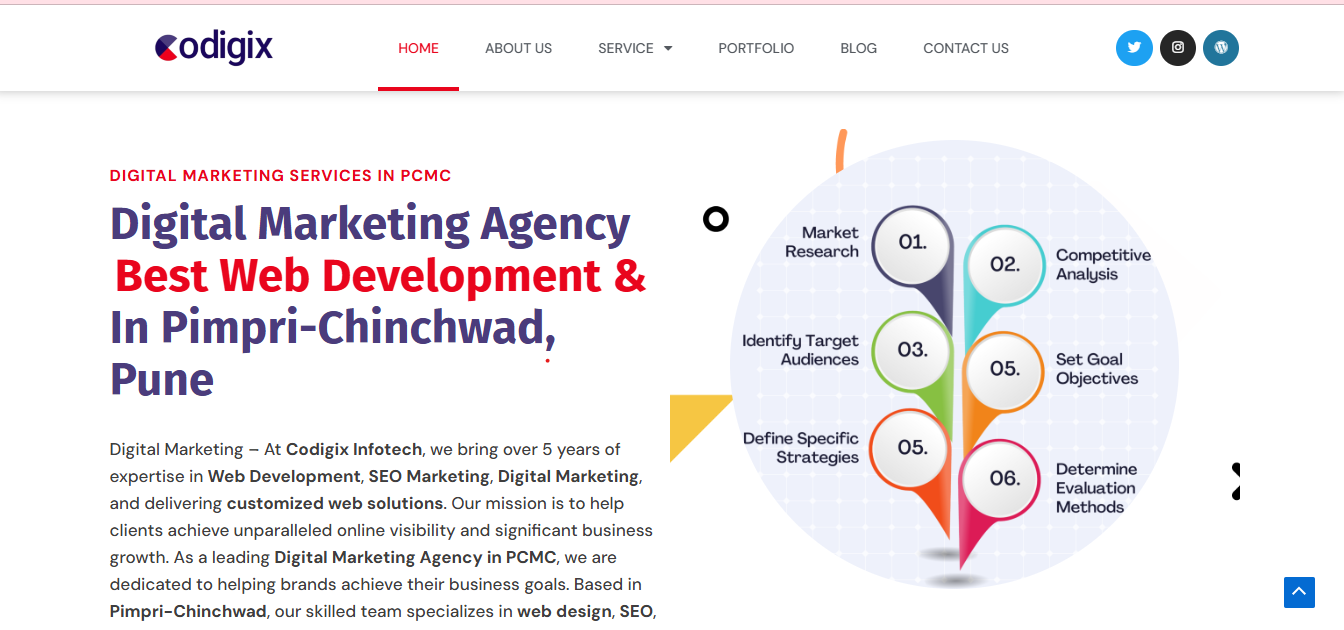 Codigix
HOME
ABOUT US
SERVICE
PORTFOLIO
BLOG
CONTACT US
DIGITAL MARKETING SERVICES IN PCMC
Digital Marketing Agency
Best Web Development &
In Pimpri-Chinchwad,
Pune
Digital Marketing – At Codigix Infotech, we bring over 5 years of
expertise in Web Development, SEO Marketing, Digital Marketing,
and delivering customized web solutions. Our mission is to help
clients achieve unparalleled online visibility and significant business
growth. As a leading Digital Marketing Agency in PCMC, we are
dedicated to helping brands achieve their business goals. Based in
Pimpri-Chinchwad, our skilled team specializes in web design, SEO,
Market
Research
01.
02.
Competitive
Analysis
Identify Target
Audiences
03.
05.
Set Goal
Objectives
Define Specific
Strategies
05.
06.
Determine
Evaluation
Methods